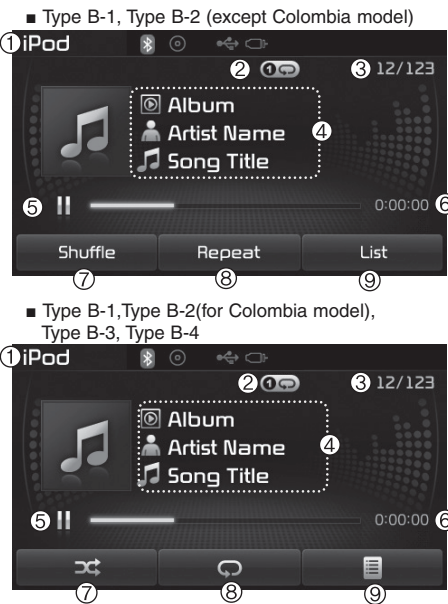 ■ Type B-1, Type B-2 (except Colombia model)
①iPod
② ① ③ 12/123
Album
Artist Name ④
Song Title
⑤ 0:00:00 ⑥
Shuffle Repeat List
⑦ ⑧ ⑨
■ Type B-1,Type B-2(for Colombia model),
Type B-3, Type B-4
①iPod
② ① ③ 12/123
Album
Artist Name ④
Song Title
⑤ 0:00:00 ⑥
⑦ ⑧ ⑨